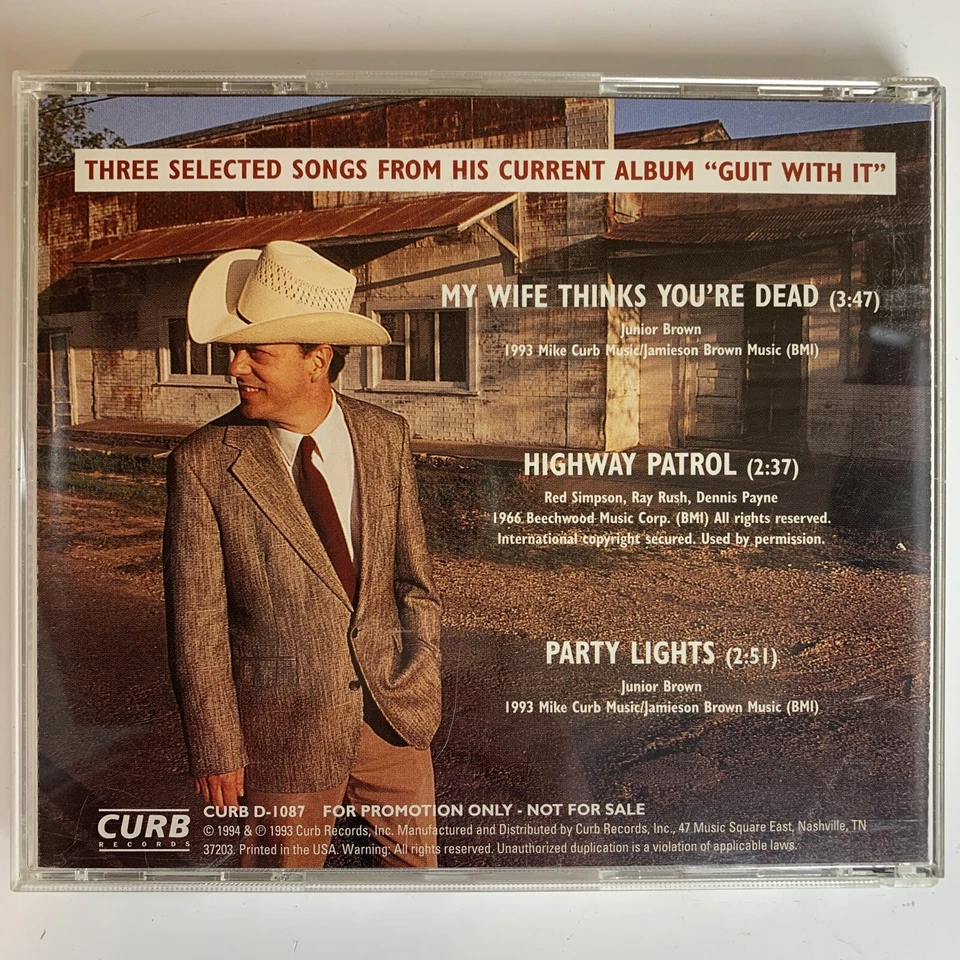 THREE SELECTED SONGS FROM HIS CURRENT ALBUM "GUIT WITH IT"
MY WIFE THINKS YOU'RE DEAD (3:47)
Junior Brown
1993 Mike Curb Music/Jamieson Brown Music (BMI)
HIGHWAY PATROL (2:37)
Red Simpson, Ray Rush, Dennis Payne
1966 Beechwood Music Corp. (BMI) All rights reserved.
International copyright secured. Used by permission.
PARTY LIGHTS (2:51)
Junior Brown
1993 Mike Curb Music/Jamieson Brown Music (BMI)
CURB
RECORDS
CURB D-1087 FOR PROMOTION ONLY - NOT FOR SALE
© 1994 & ℗ 1993 Curb Records, Inc. Manufactured and Distributed by Curb Records, Inc., 47 Music Square East, Nashville, TN
37203. Printed in the USA. Warning: All rights reserved. Unauthorized duplication is a violation of applicable laws.